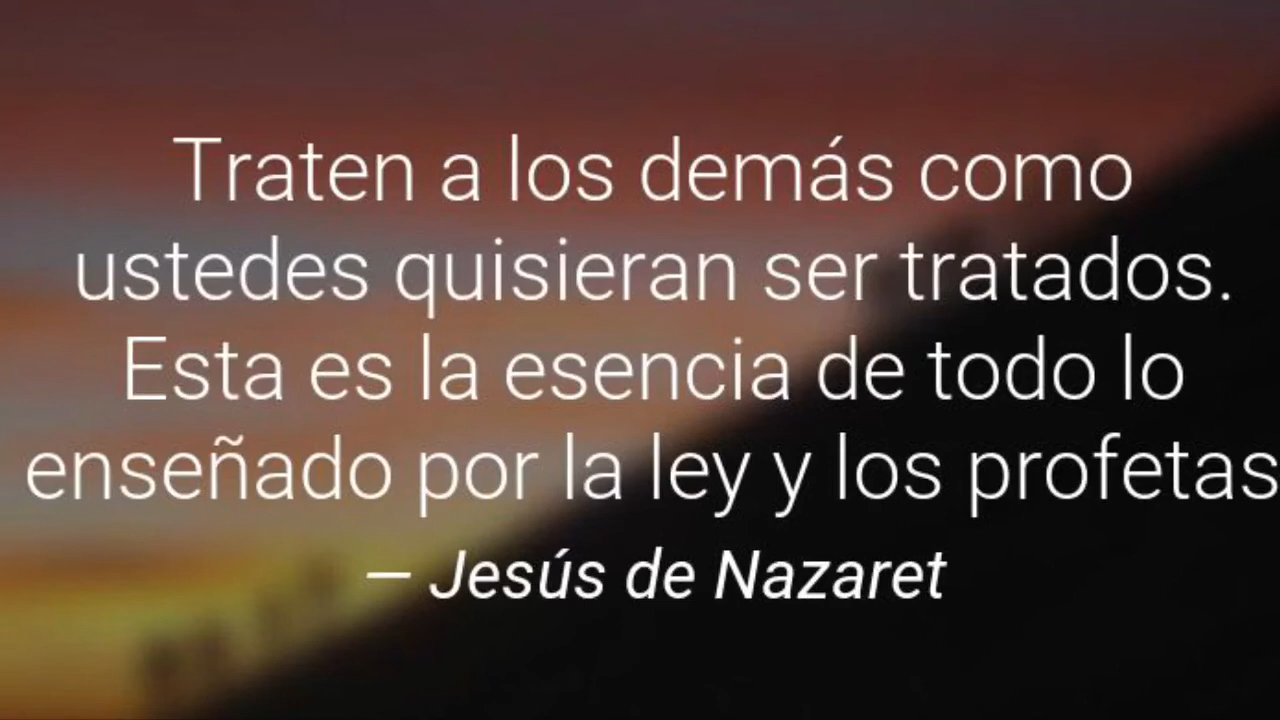 Traten a los demás como
ustedes quisieran ser tratados.
Esta es la esencia de todo lo
enseñado por la ley y los profetas
— Jesús de Nazaret